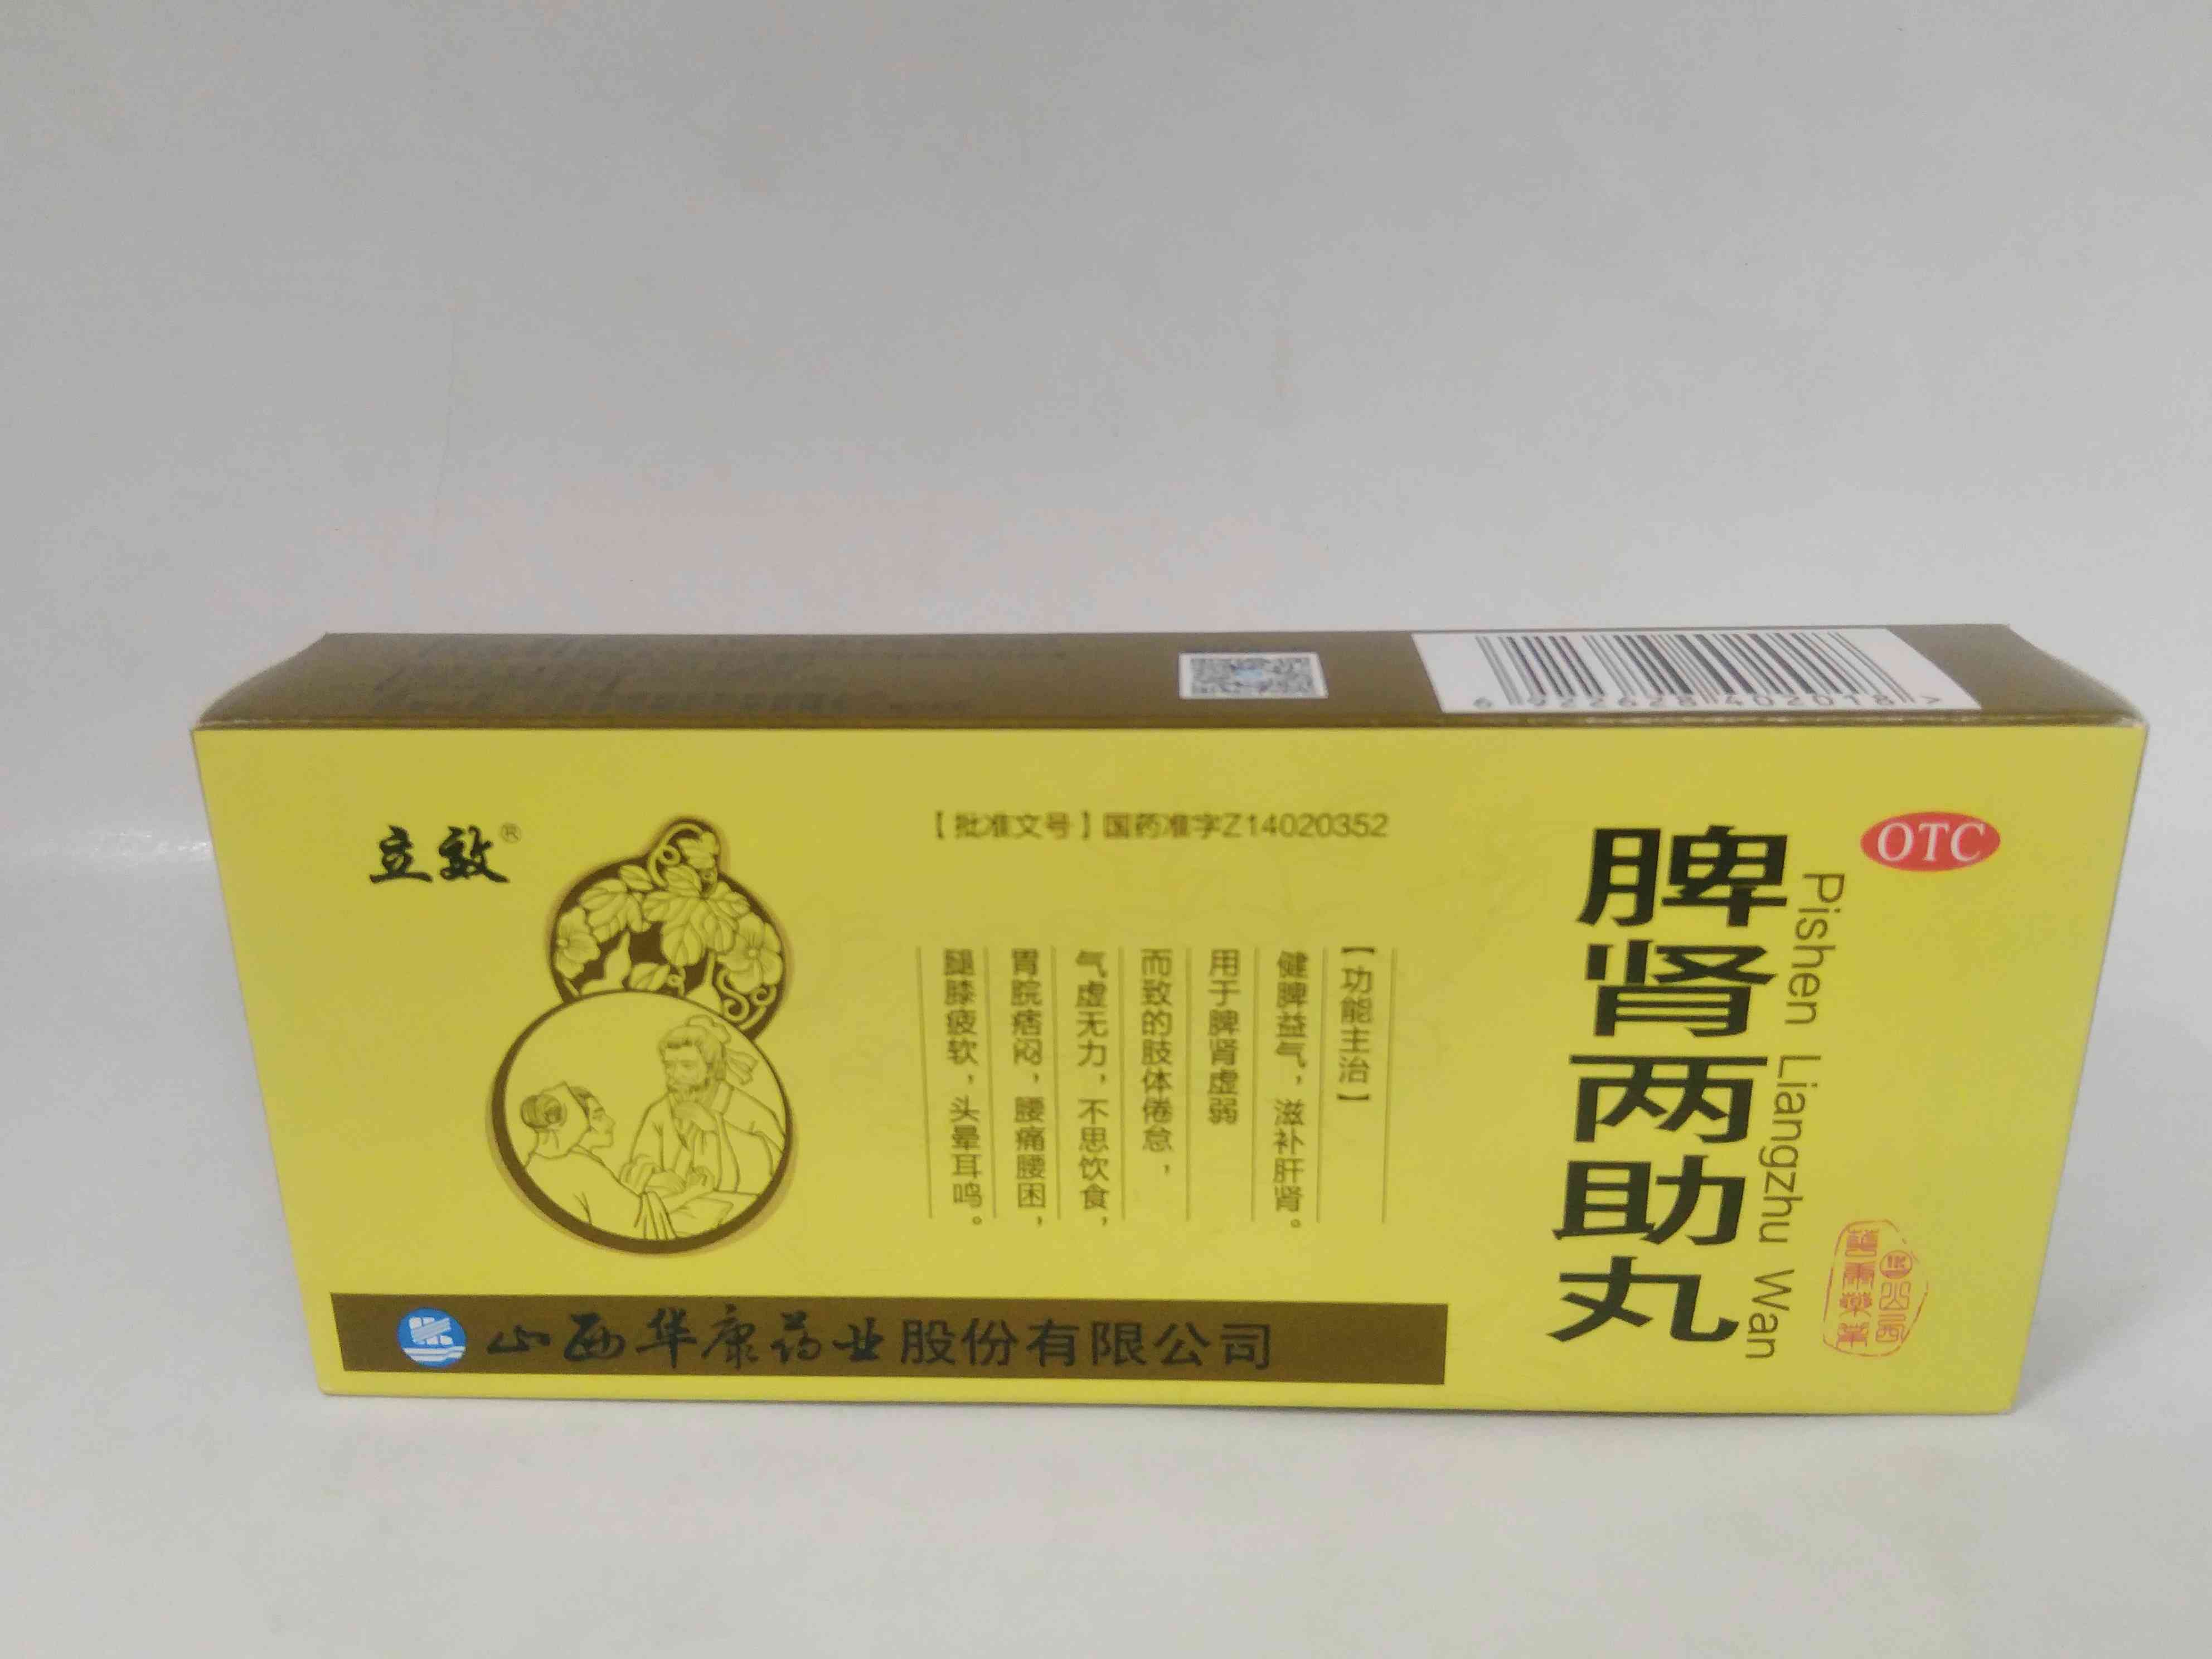 6 922628 402018 >
立效®
【批准文号】国药准字Z14020352
OTC
脾肾两助丸
Pishen Liangzhu Wan
【功能主治】
健脾益气，滋补肝肾。
用于脾肾虚弱
而致的肢体倦怠，
气虚无力，不思饮食，
胃脘痞闷，腰痛腰困，
腿膝疲软，头晕耳鸣。
山西华康药业股份有限公司